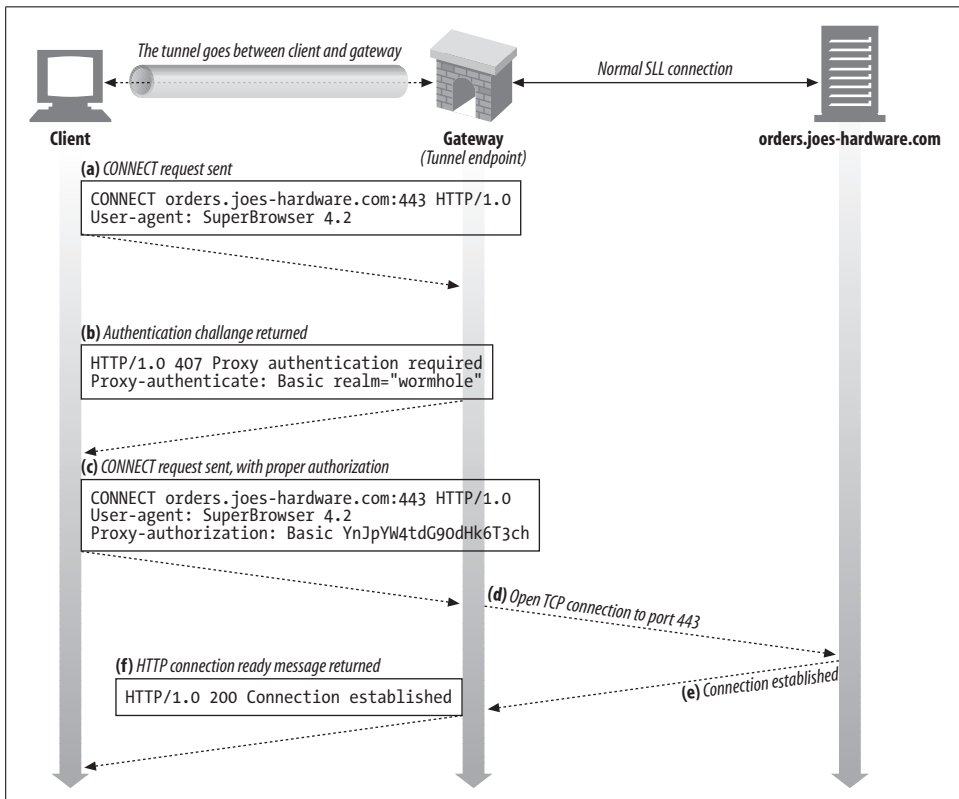 The tunnel goes between client and gateway
Normal SLL connection
Client
Gateway
(Tunnel endpoint)
orders.joes-hardware.com
(a) CONNECT request sent
CONNECT orders.joes-hardware.com:443 HTTP/1.0
User-agent: SuperBrowser 4.2
(b) Authentication challange returned
HTTP/1.0 407 Proxy authentication required
Proxy-authenticate: Basic realm="wormhole"
(c) CONNECT request sent, with proper authorization
CONNECT orders.joes-hardware.com:443 HTTP/1.0
User-agent: SuperBrowser 4.2
Proxy-authorization: Basic YnJpYW4tdG90dHk6T3ch
(d) Open TCP connection to port 443
(e) Connection established
(f) HTTP connection ready message returned
HTTP/1.0 200 Connection established